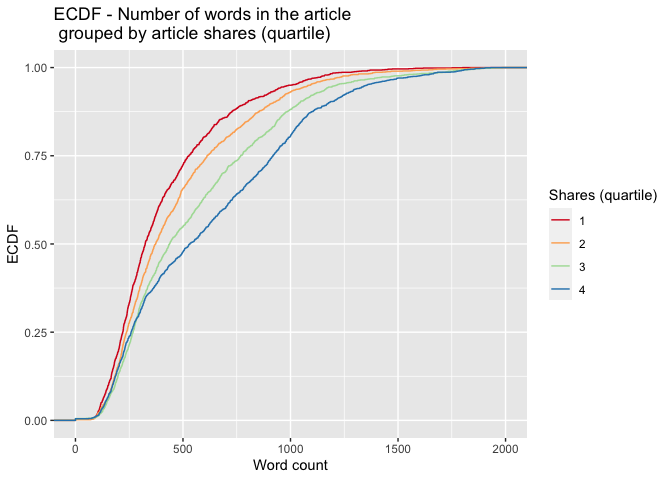 ECDF - Number of words in the article
grouped by article shares (quartile)
1.00
0.75
0.50
0.25
0.00
ECDF
0
500
1000
1500
2000
Word count
Shares (quartile)
1
2
3
4